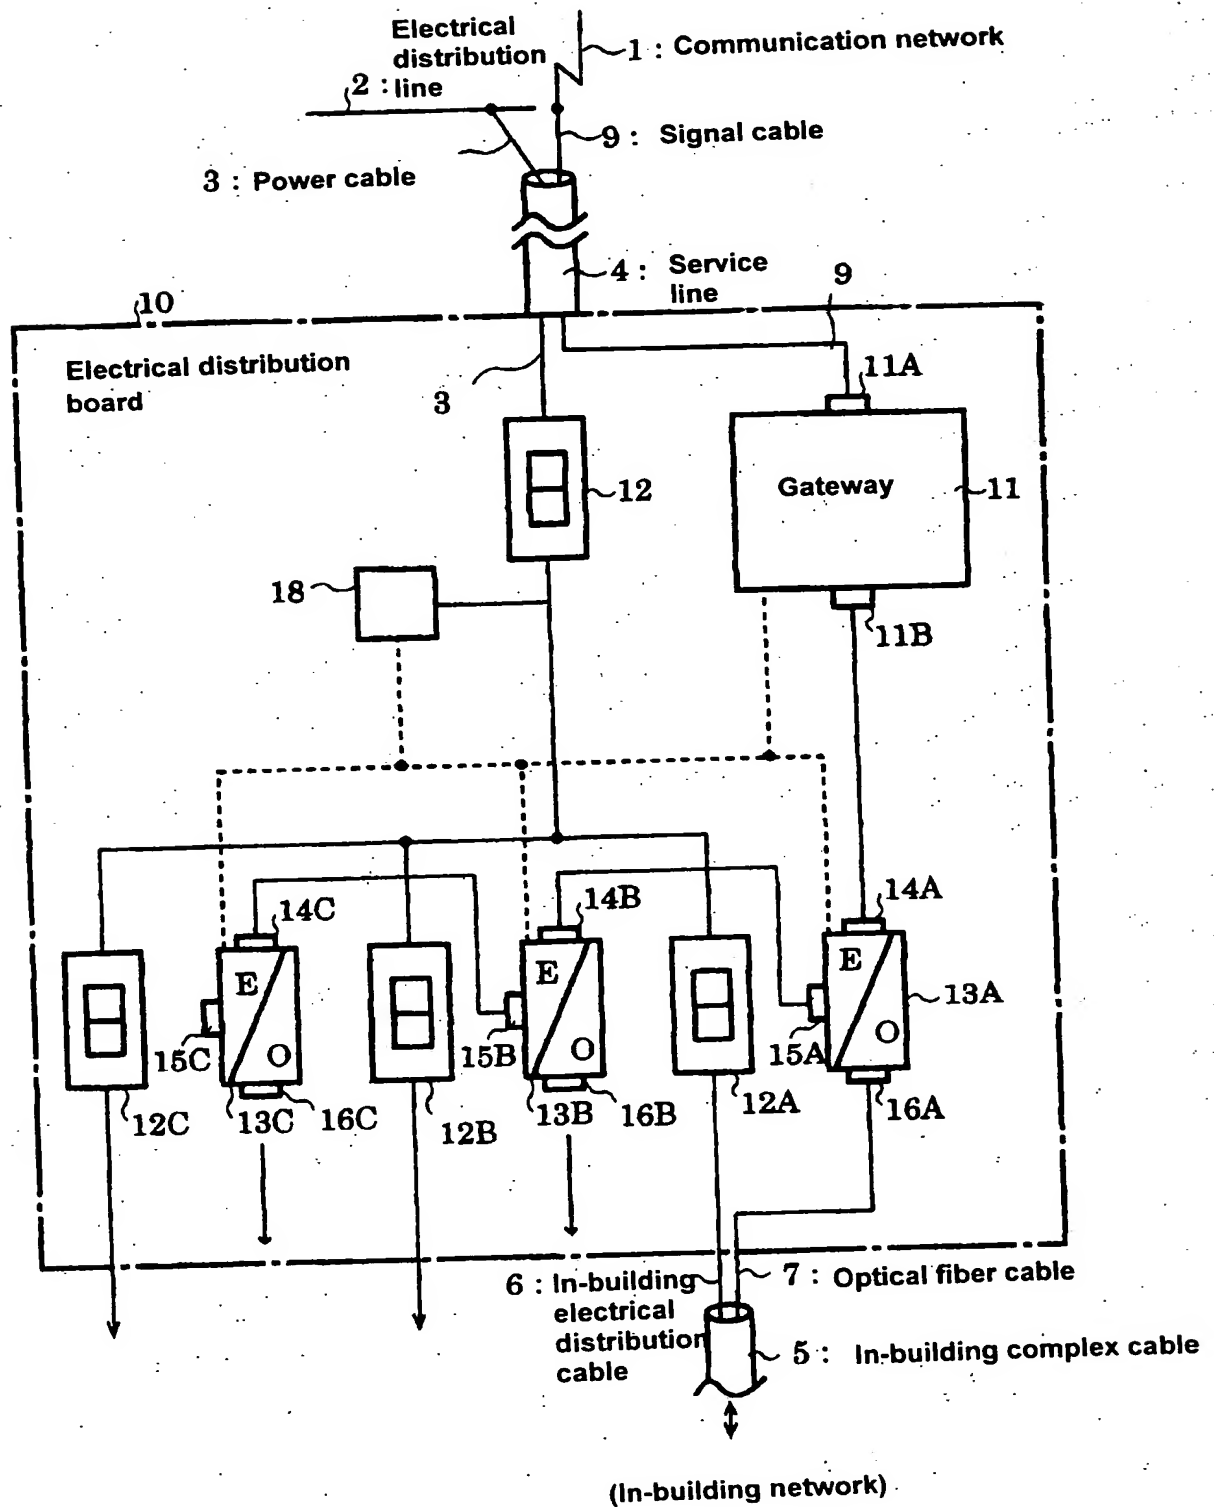 Electrical
distribution
2 : line
1 : Communication network
9 : Signal cable
3 : Power cable
4 : Service
line
9
10
Electrical distribution
board
3
11A
12
Gateway
11
18
11B
14C
14B
14A
E
E
E
13A
O
O
O
15C
15B
15A
12C
13C
16C
12B
13B
16B
12A
16A
6 : In-building
electrical
distribution
cable
7 : Optical fiber cable
5 : In-building complex cable
(In-building network)